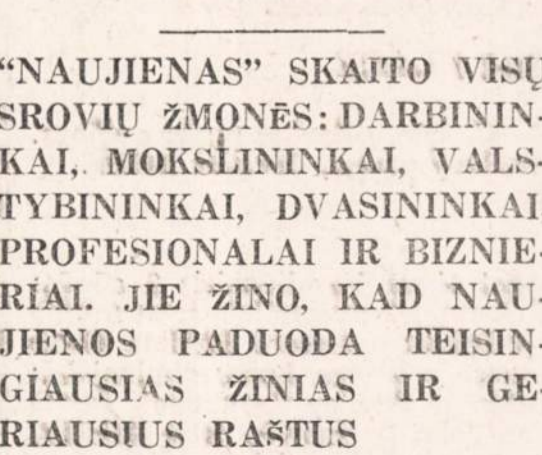 “NAUJIENAS” SKAITO VISŲ
SROVIŲ ŽMONĒS: DARBININ-
KAI, MOKSLININKAI, VALS-
TYBININKAI, DVASININKAI
PROFESIONALAI IR BIZNIE-
RIAI. JIE ŽINO, KAD NAU-
JIENOS PADUODA TEISIN-
GIAUSIAS ŽINIAS IR GE-
RIAUSIUS RAŠTUS